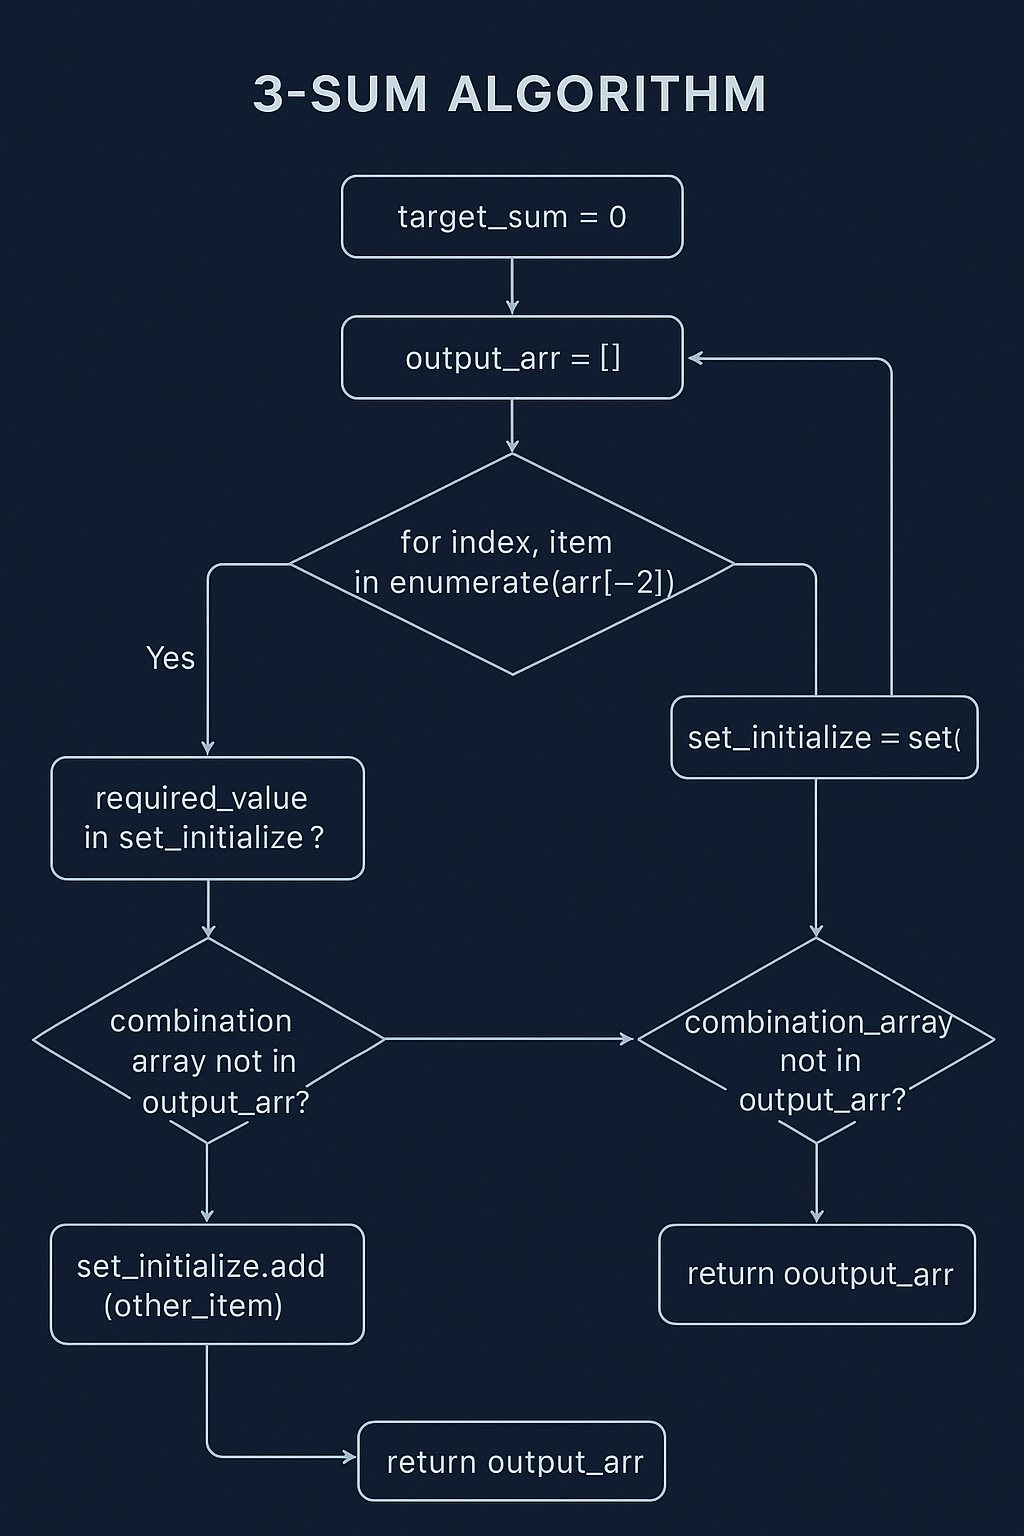 3-SUM ALGORITHM
target_sum = 0
output_arr = []
for index, item
in enumerate(arr[−2])
Yes
set_initialize = set(
required_value
in set_initialize ?
combination
array not in
output_arr?
combination_array
not in
output_arr?
set_initialize.add
(other_item)
return ooutput_arr
return output_arr